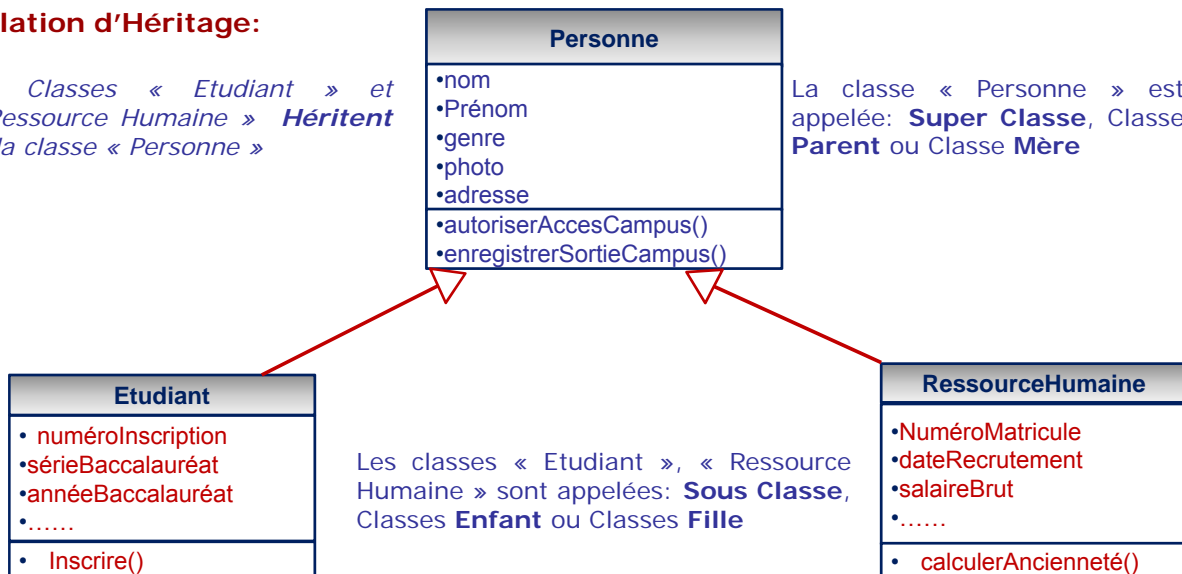 lation d'Héritage:
Classes « Etudiant » et
Ressource Humaine » Héritent
la classe « Personne »
Personne
•nom
•Prénom
•genre
•photo
•adresse
•autoriserAccesCampus()
•enregistrerSortieCampus()
La classe « Personne » est
appelée: Super Classe, Classe
Parent ou Classe Mère
Etudiant
• numéroInscription
•sérieBaccalauréat
•annéeBaccalauréat
•......
• Inscrire()
Les classes « Etudiant », « Ressource
Humaine » sont appelées: Sous Classe,
Classes Enfant ou Classes Fille
RessourceHumaine
•NuméroMatricule
•dateRecrutement
•salaireBrut
•......
• calculerAncienneté()